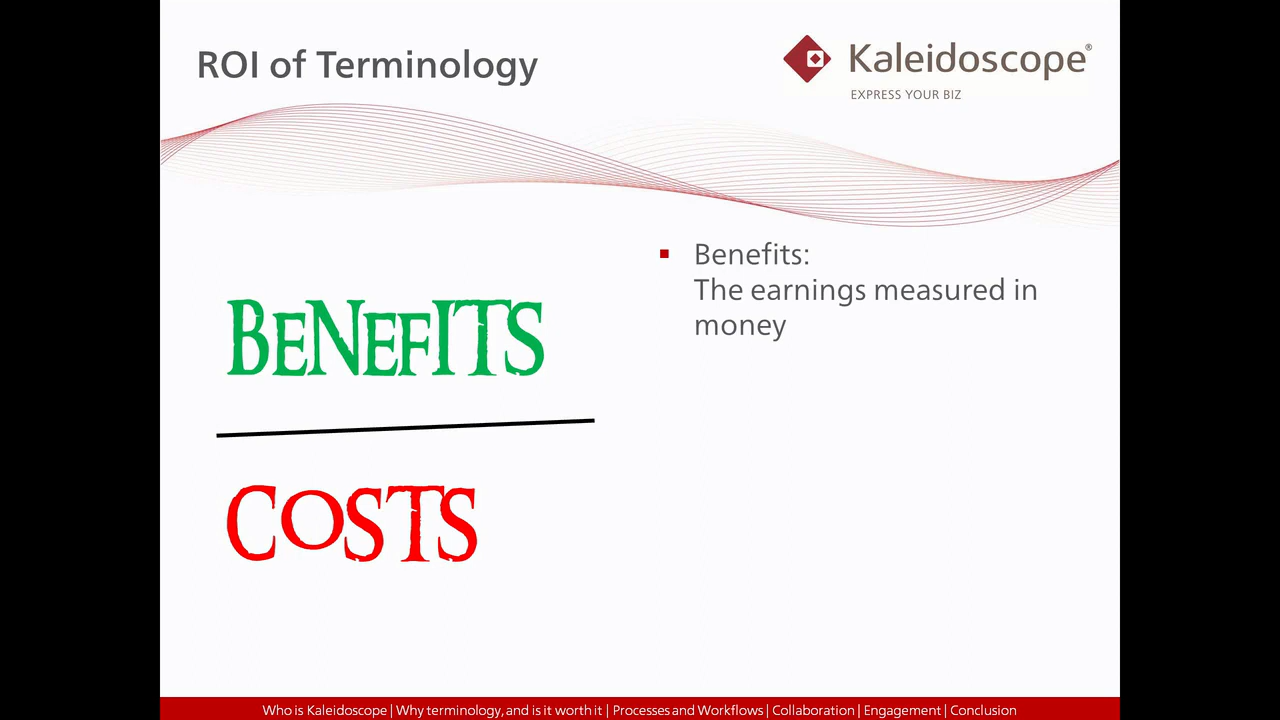 ROI of Terminology
Kaleidoscope®
EXPRESS YOUR BIZ
Benefits:
The earnings measured in
money
BENEFITS
COSTS
Who is Kaleidoscope | Why terminology, and is it worth it | Processes and Workflows | Collaboration | Engagement | Conclusion